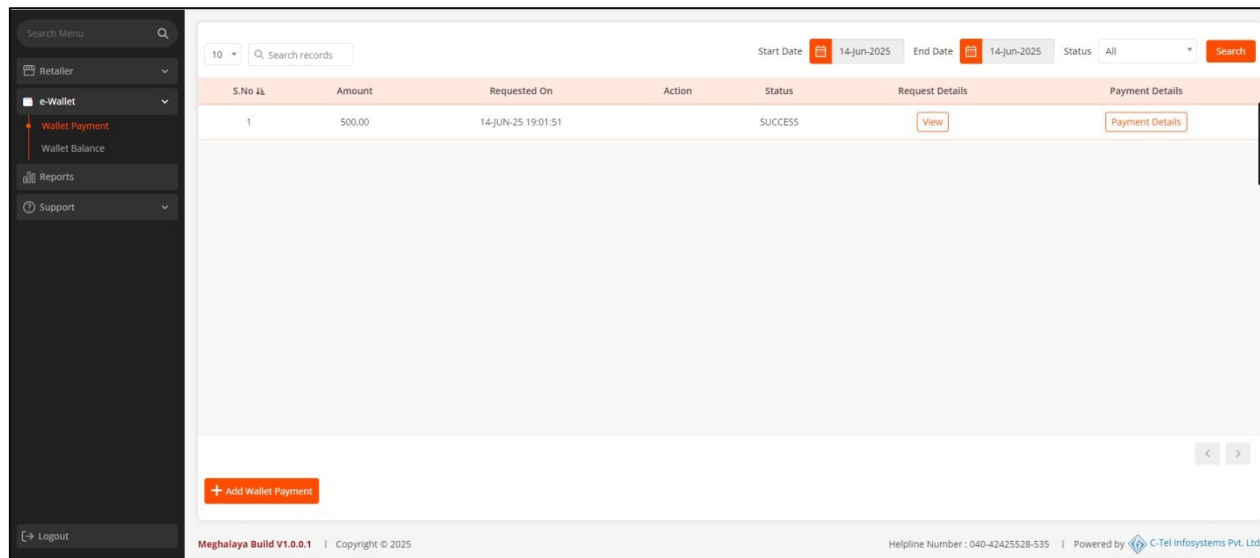 Search Menu
Retailer
e-Wallet
Wallet Payment
Wallet Balance
Reports
Support
Logout
10 Search records Start Date 14-Jun-2025 End Date 14-Jun-2025 Status All Search
S.No Amount Requested On Action Status Request Details Payment Details
1 500.00 14-JUN-25 19:01:51 SUCCESS View Payment Details
< >
+ Add Wallet Payment
Meghalaya Build V1.0.0.1 | Copyright © 2025 Helpline Number : 040-42425528-535 | Powered by C-Tel Infosystems Pvt. Ltd